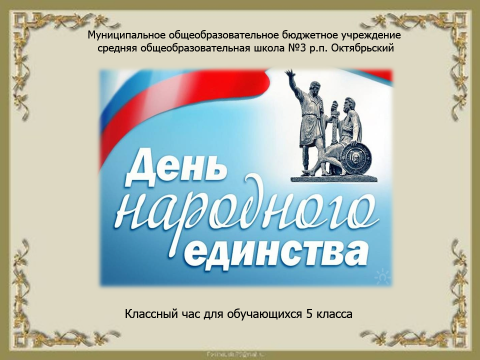 Муниципальное общеобразовательное бюджетное учреждение
средняя общеобразовательная школа №3 р.п. Октябрьский
День
народного
единства
Классный час для обучающихся 5 класса